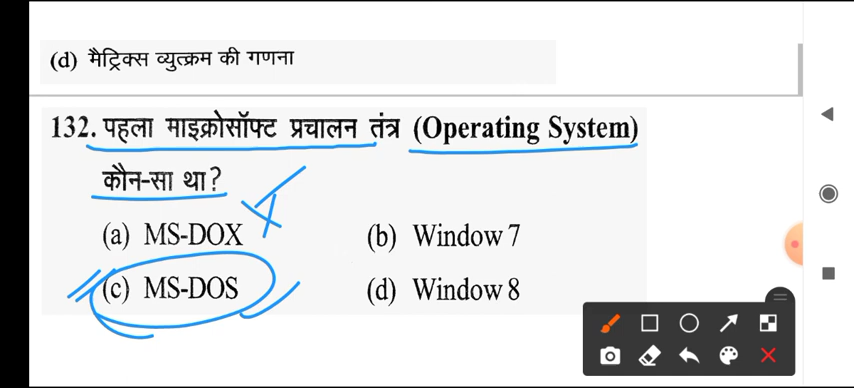 (d) मैट्रिक्स व्युत्क्रम की गणना
132. पहला माइक्रोसॉफ्ट प्रचालन तंत्र (Operating System)
कौन-सा था?
(a) MS-DOX (b) Window 7
(c) MS-DOS (d) Window 8